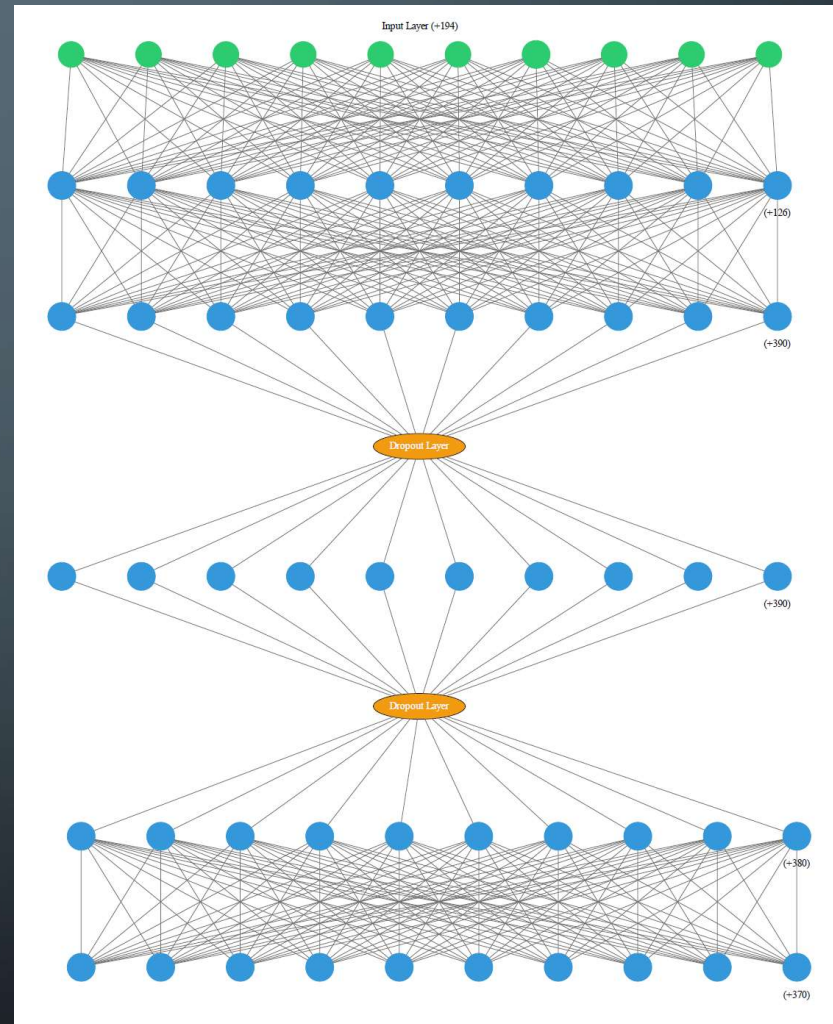 Input Layer (+194)
(+126)
(+390)
Dropout Layer
(+390)
Dropout Layer
(+380)
(+370)